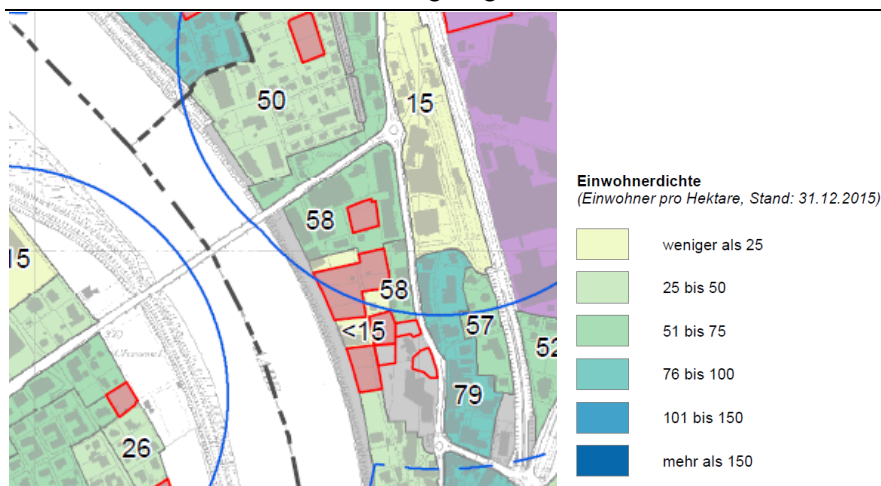 50
15
58
15
58
<15
57
52
79
26
Einwohnerdichte
(Einwohner pro Hektare, Stand: 31.12.2015)
weniger als 25
25 bis 50
51 bis 75
76 bis 100
101 bis 150
mehr als 150